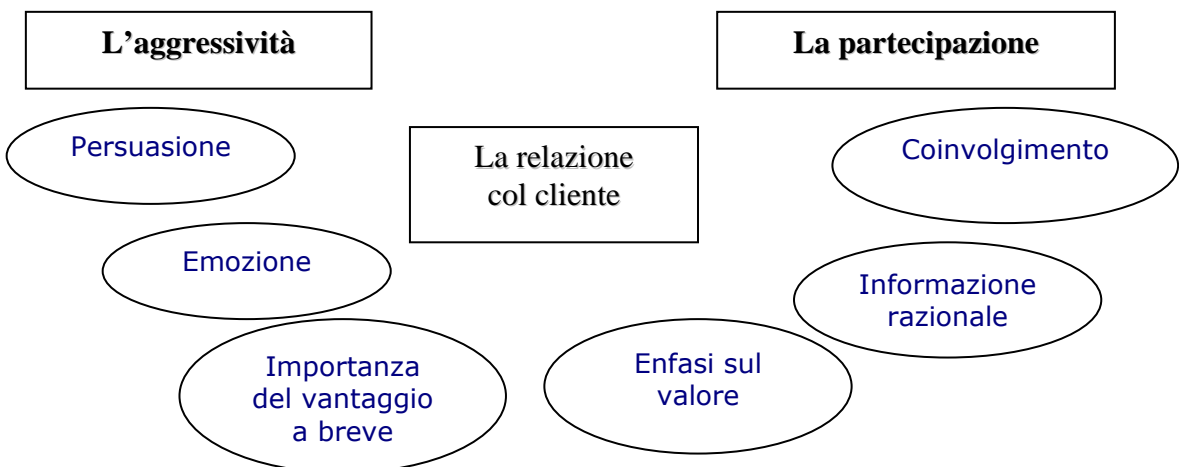 L'aggressività
La partecipazione
Persuasione
La relazione
col cliente
Coinvolgimento
Emozione
Informazione
razionale
Importanza
del vantaggio
a breve
Enfasi sul
valore